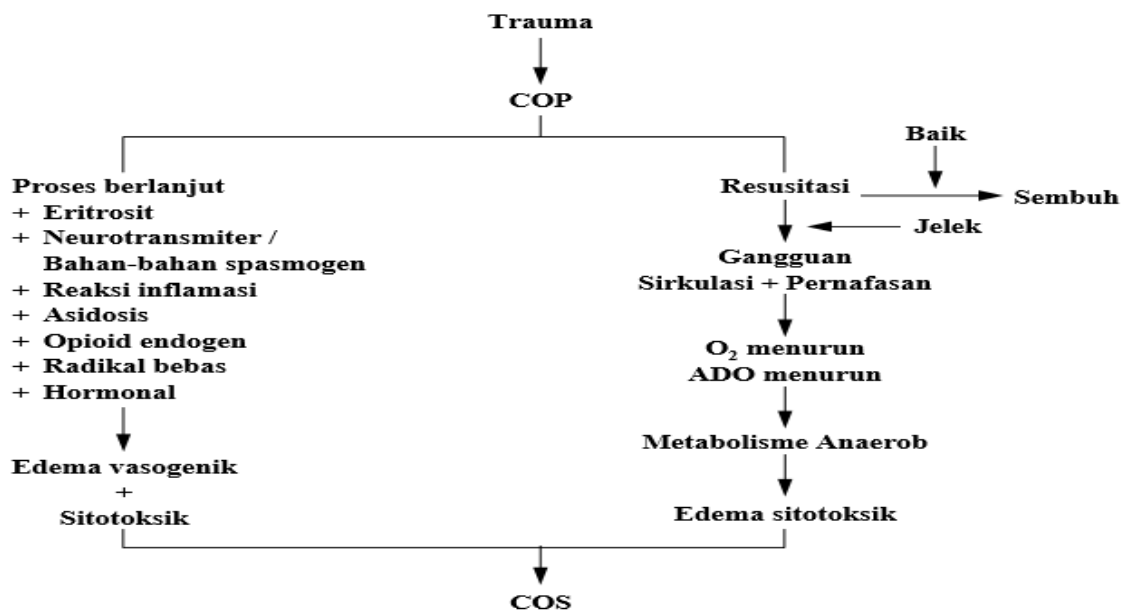 Trauma
COP
Proses berlanjut
+ Eritrosit
+ Neurotransmiter /
Bahan-bahan spasmogen
+ Reaksi inflamasi
+ Asidosis
+ Opioid endogen
+ Radikal bebas
+ Hormonal
Edema vasogenik
+
Sitotoksik
Baik
Resusitasi
Sembuh
Jelek
Gangguan
Sirkulasi + Pernafasan
O₂ menurun
ADO menurun
Metabolisme Anaerob
Edema sitotoksik
COS